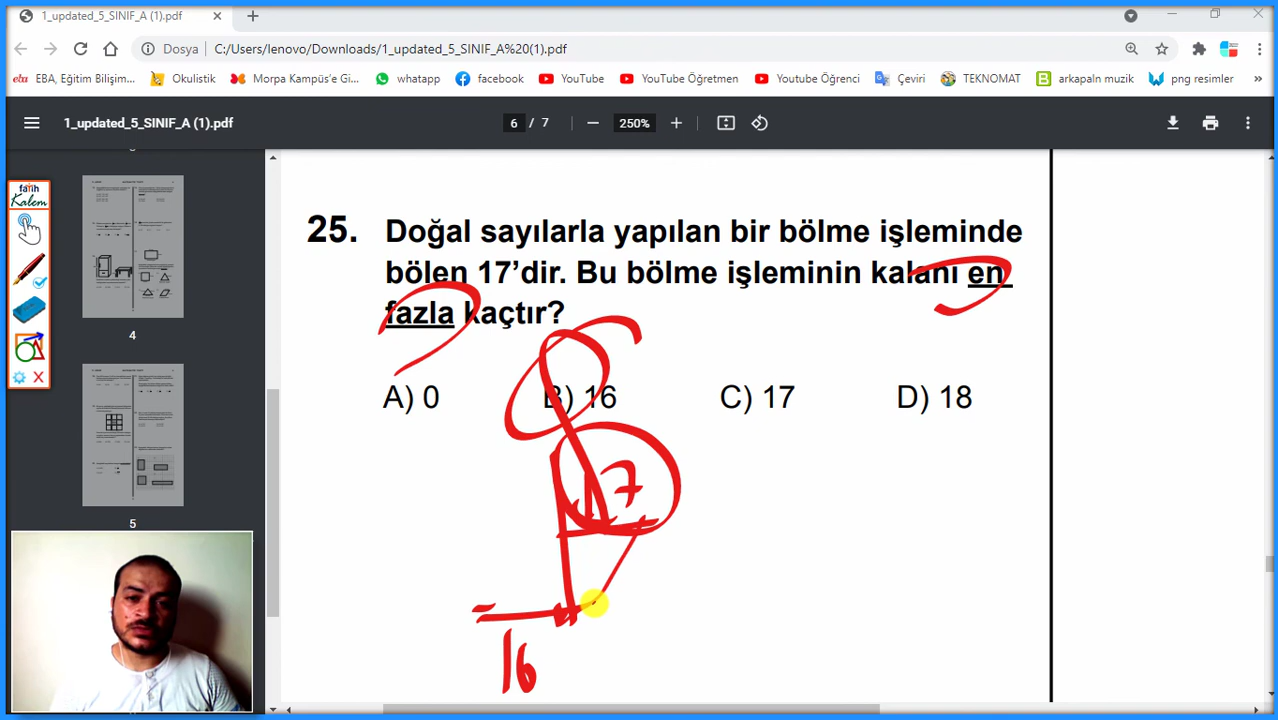 1_updated_5_SINIF_A (1).pdf
Dosya C:/Users/lenovo/Downloads/1_updated_5_SINIF_A%20(1).pdf
eba EBA, Eğitim Bilişim... Okulistik Morpa Kampüs'e Gi... whatapp facebook YouTube YouTube Öğretmen Youtube Öğrenci Çeviri TEKNOMAT B arkapaln muzik png resimler »
1_updated_5_SINIF_A (1).pdf 6 / 7 250%
fatih
Kalem
25. Doğal sayılarla yapılan bir bölme işleminde
bölen 17'dir. Bu bölme işleminin kalanı en
fazla kaçtır?
A) 0 B) 16 C) 17 D) 18
17
16
4
5